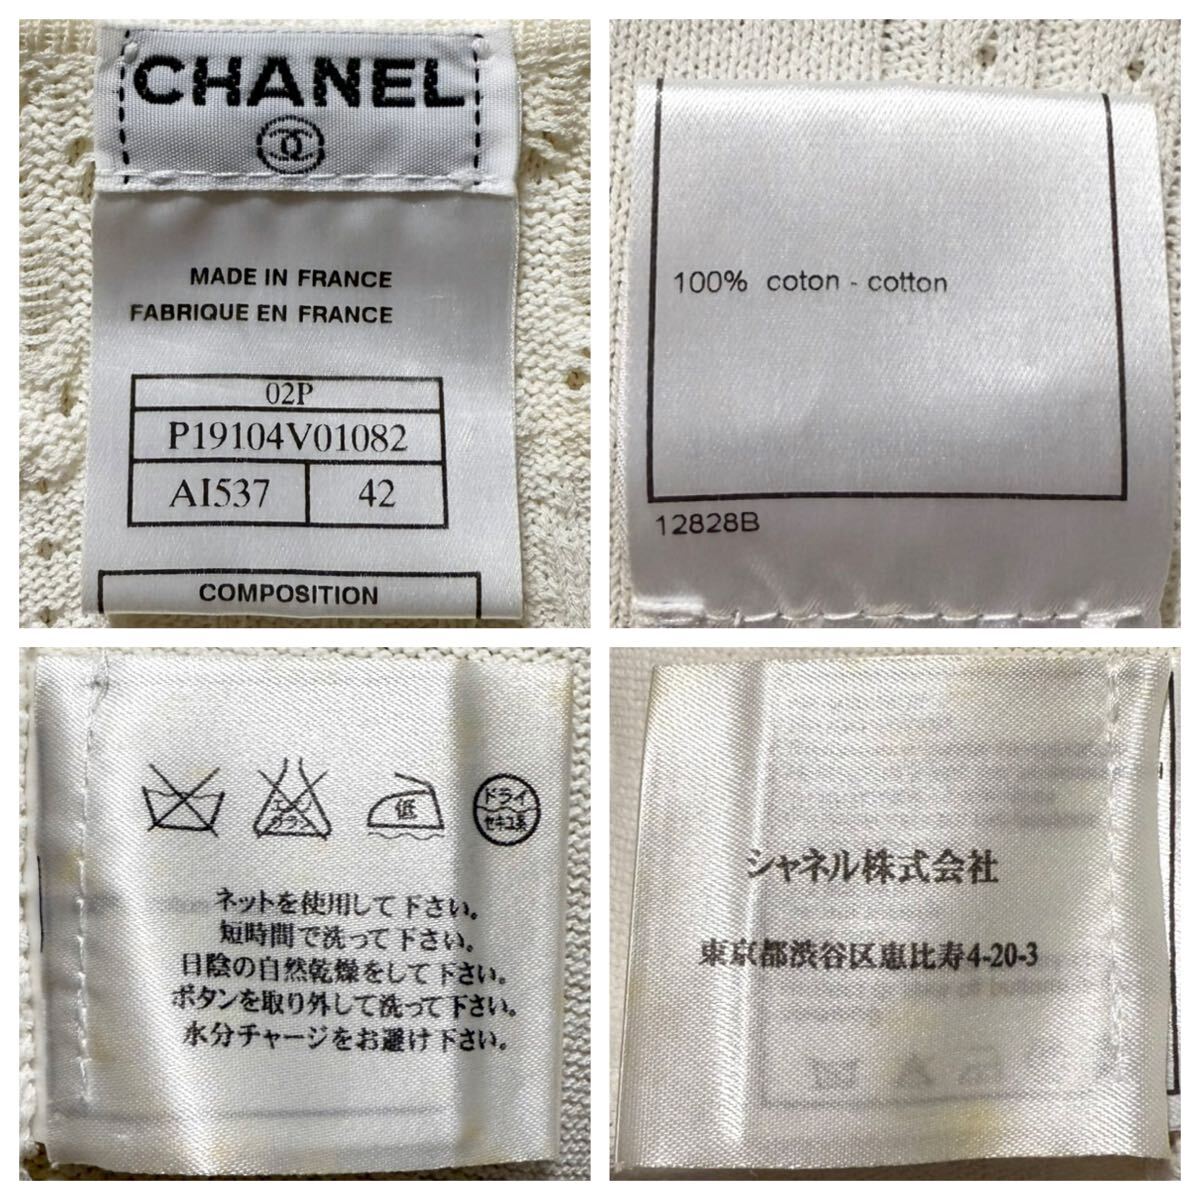 CHANEL
MADE IN FRANCE
FABRIQUE EN FRANCE
02P
P19104V01082
AI537 42
COMPOSITION
100% coton - cotton
12828B
低
ドライ
セキユ系
ネットを使用して下さい。
短時間で洗って下さい。
日陰の自然乾燥をして下さい。
ボタンを取り外して洗って下さい。
水分チャージをお避け下さい。
シャネル株式会社
東京都渋谷区恵比寿4-20-3